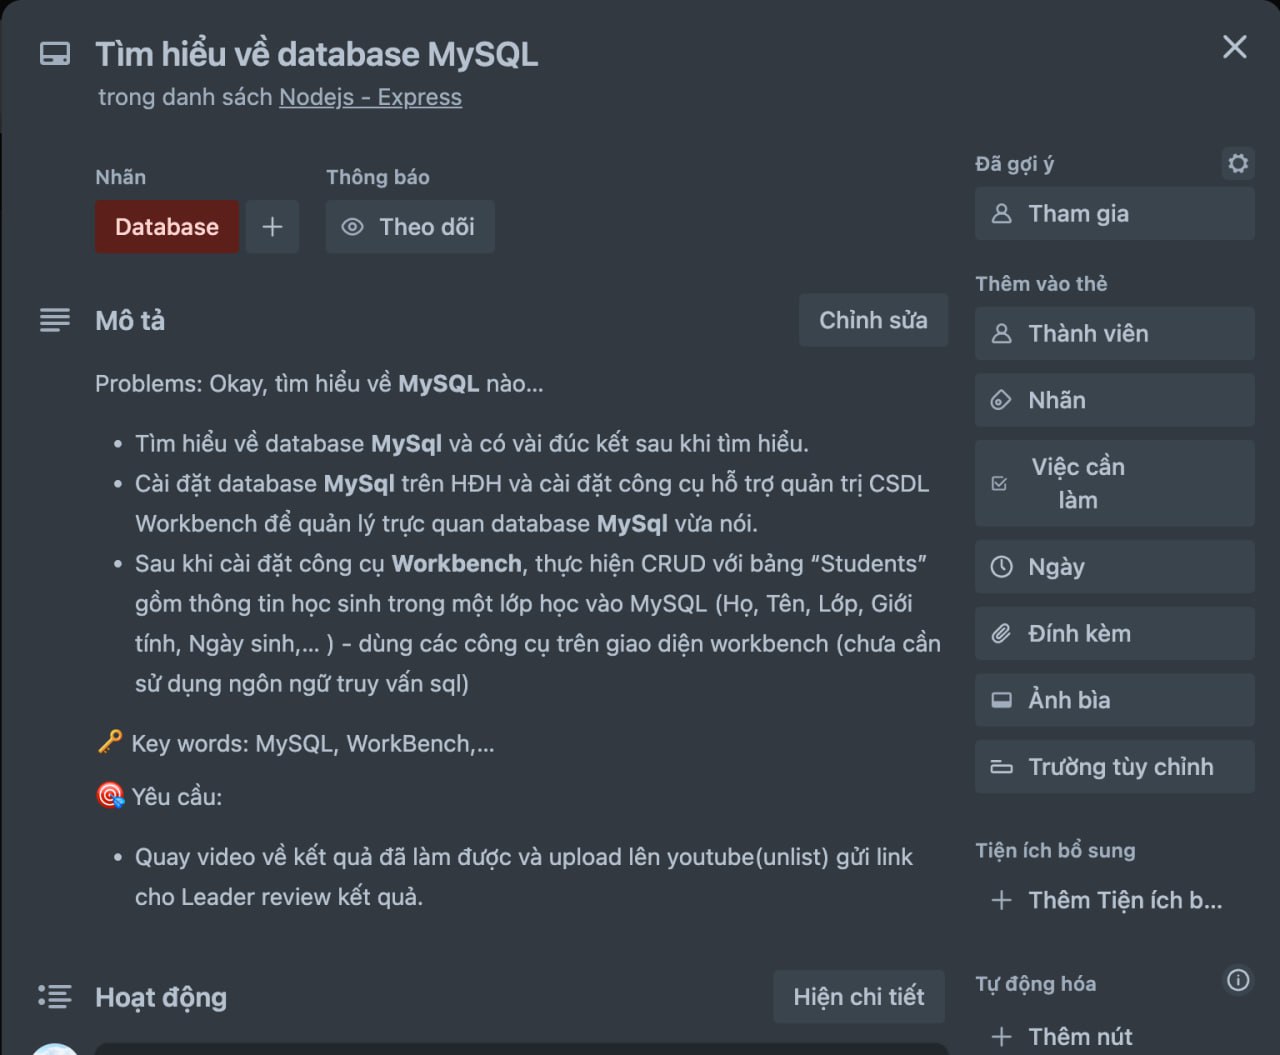 Tìm hiểu về database MySQL
trong danh sách Nodejs - Express
Nhãn
Database
Thông báo
Theo dõi
Mô tả
Chỉnh sửa
Problems: Okay, tìm hiểu về MySQL nào...
• Tìm hiểu về database MySql và có vài đúc kết sau khi tìm hiểu.
• Cài đặt database MySql trên HĐH và cài đặt công cụ hỗ trợ quản trị CSDL
Workbench để quản lý trực quan database MySql vừa nói.
• Sau khi cài đặt công cụ Workbench, thực hiện CRUD với bảng “Students”
gồm thông tin học sinh trong một lớp học vào MySQL (Họ, Tên, Lớp, Giới
tính, Ngày sinh,... ) - dùng các công cụ trên giao diện workbench (chưa cần
sử dụng ngôn ngữ truy vấn sql)
🔑 Key words: MySQL, WorkBench,...
🎯 Yêu cầu:
• Quay video về kết quả đã làm được và upload lên youtube(unlist) gửi link
cho Leader review kết quả.
Hoạt động
Hiện chi tiết
Đã gợi ý
Tham gia
Thêm vào thẻ
Thành viên
Nhãn
Việc cần
làm
Ngày
Đính kèm
Ảnh bìa
Trường tùy chỉnh
Tiện ích bổ sung
+ Thêm Tiện ích b...
Tự động hóa
+ Thêm nút